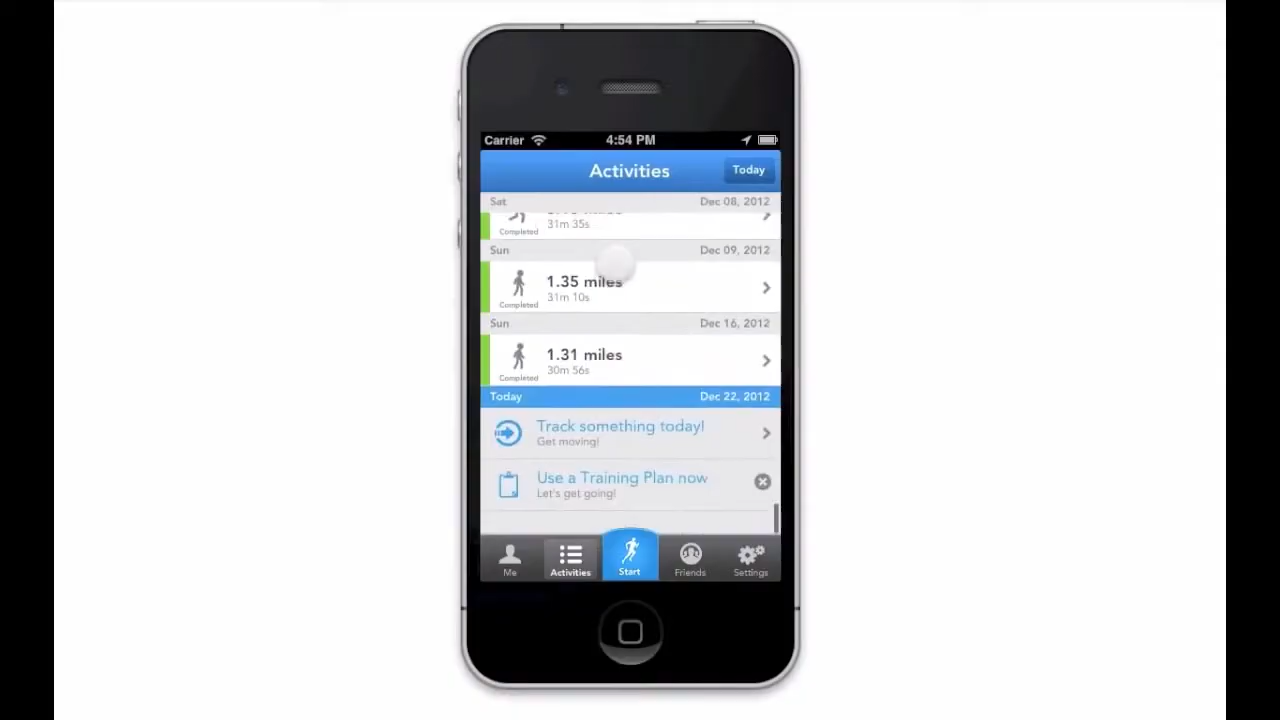 Carrier 4:54 PM
Activities Today
Sat Dec 08, 2012
31m 35s
Completed
Sun Dec 09, 2012
1.35 miles
31m 10s
Completed
Sun Dec 16, 2012
1.31 miles
30m 56s
Completed
Today Dec 22, 2012
Track something today!
Get moving!
Use a Training Plan now
Let's get going!
Me Activities Start Friends Settings